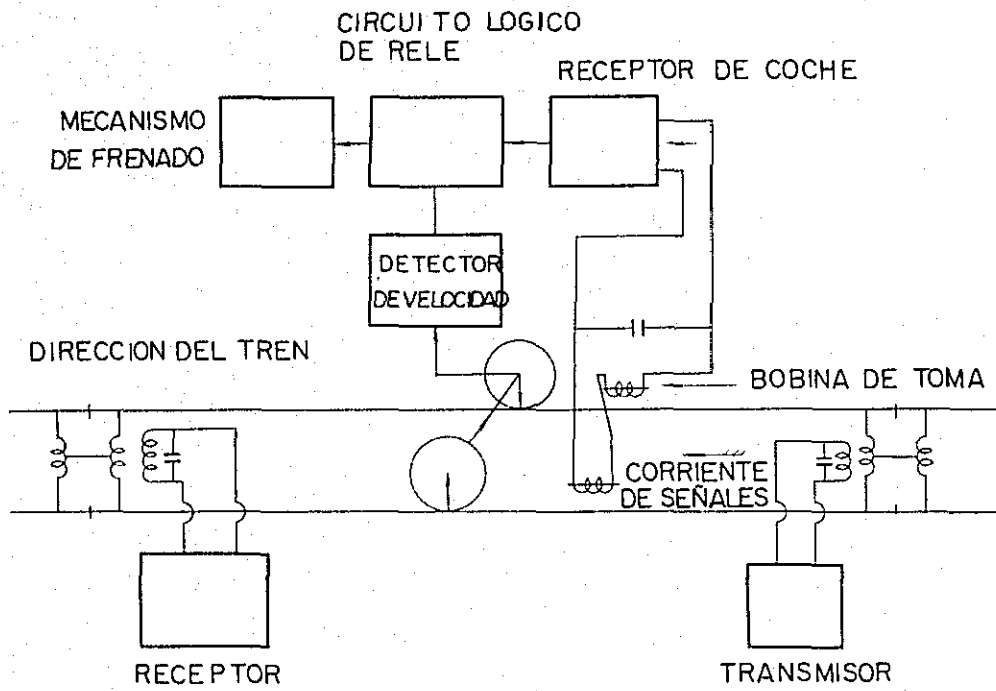 CIRCUITO LOGICO
DE RELE
RECEPTOR DE COCHE
MECANISMO
DE FRENADO
DETECTOR
DE VELOCIDAD
DIRECCION DEL TREN
BOBINA DE TOMA
CORRIENTE
DE SEÑALES
RECEPTOR
TRANSMISOR